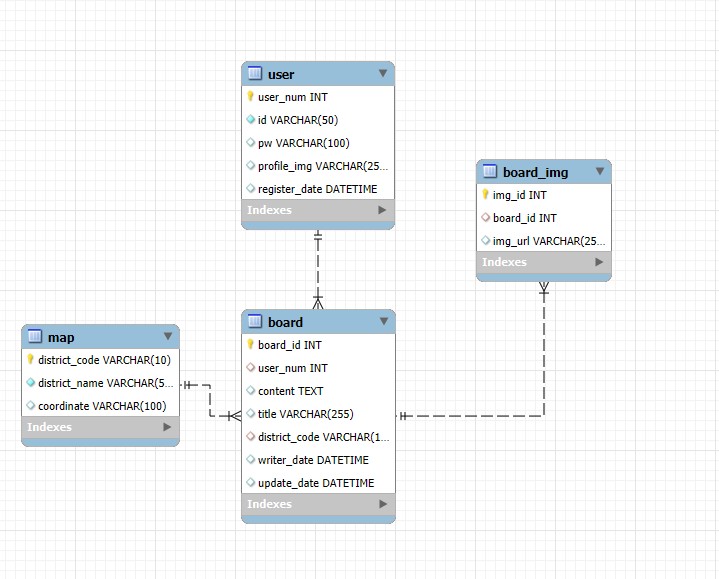 user
user_num INT
id VARCHAR(50)
pw VARCHAR(100)
profile_img VARCHAR(25...
register_date DATETIME
Indexes
board_img
img_id INT
board_id INT
img_url VARCHAR(25...
Indexes
map
district_code VARCHAR(10)
district_name VARCHAR(5...
coordinate VARCHAR(100)
Indexes
board
board_id INT
user_num INT
content TEXT
title VARCHAR(255)
district_code VARCHAR(1...
writer_date DATETIME
update_date DATETIME
Indexes